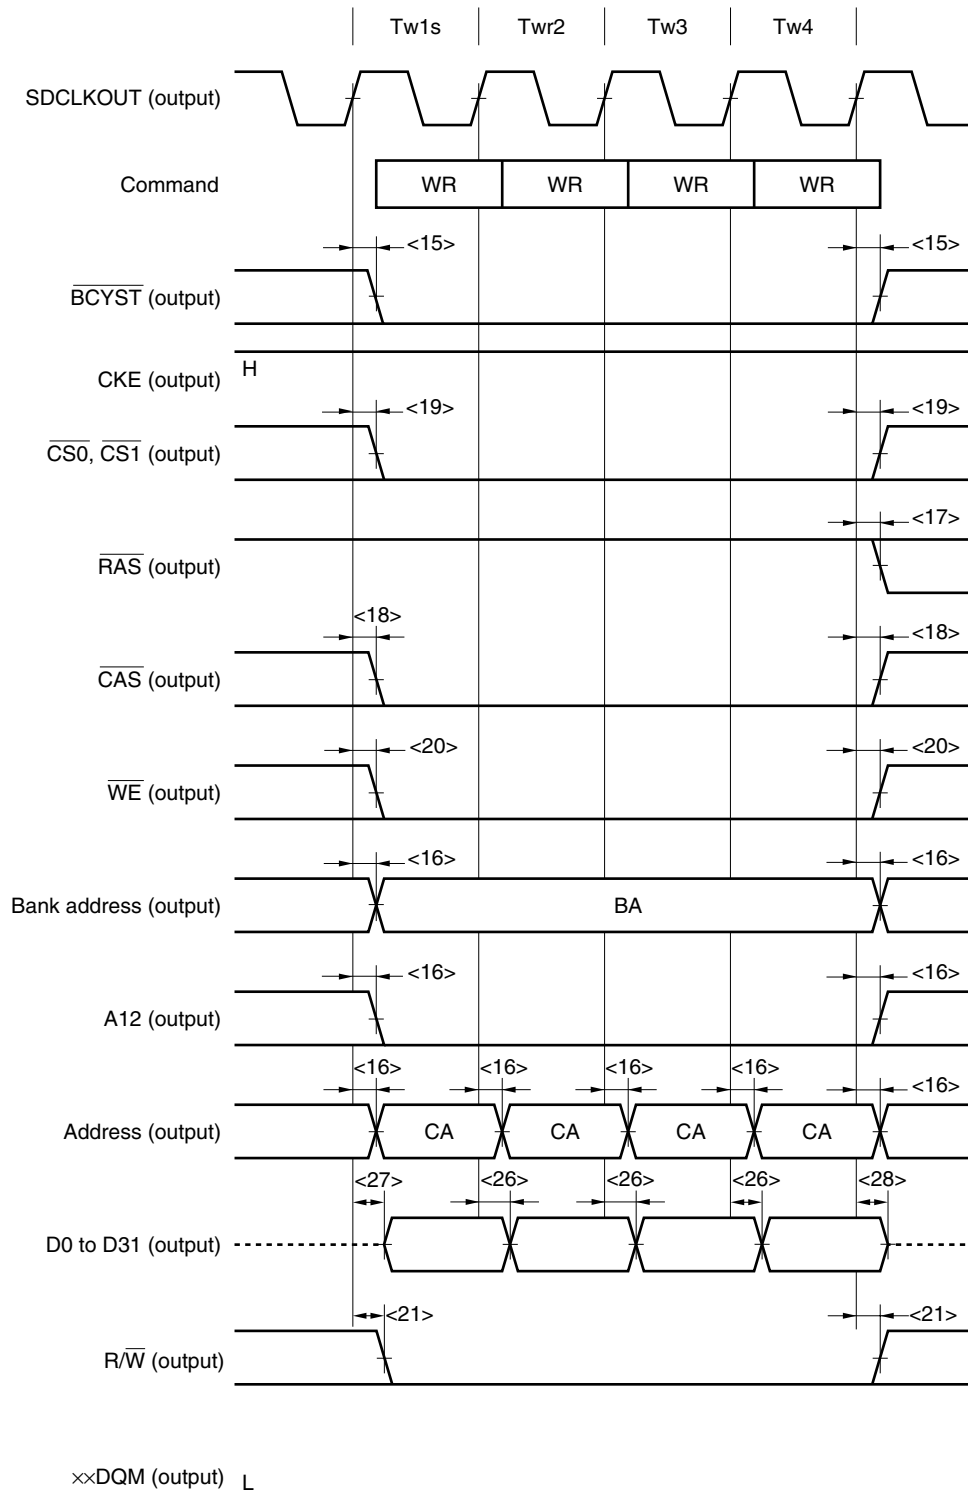 Tw1s Twr2 Tw3 Tw4
SDCLKOUT (output)
Command WR WR WR WR
<15> <15>
BCYST (output)
CKE (output) H
<19> <19>
CS0, CS1 (output)
<17>
RAS (output)
<18> <18>
CAS (output)
<20> <20>
WE (output)
<16> <16>
Bank address (output) BA
<16> <16>
A12 (output)
<16> <16> <16> <16> <16>
Address (output) CA CA CA CA
<27> <26> <26> <26> <28>
D0 to D31 (output)
<21> <21>
R/W (output)
××DQM (output) L